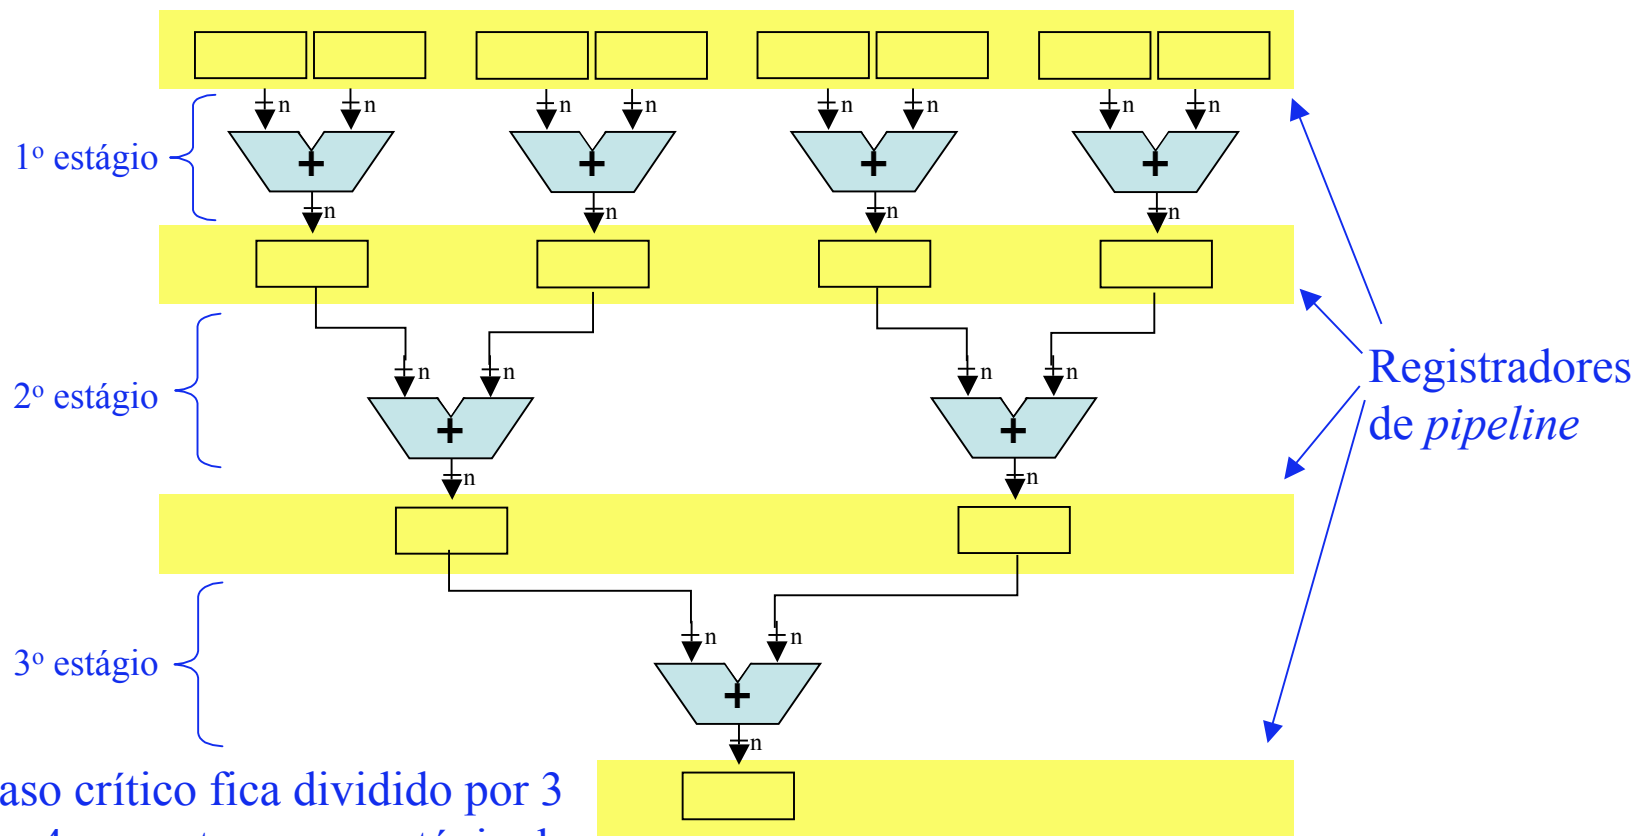 n n n n n n n n
+ + + +
1º estágio
n n n n
n n n n
2º estágio
+ +
n n
Registradores
de pipeline
n n
3º estágio
+
n
aso crítico fica dividido por 3